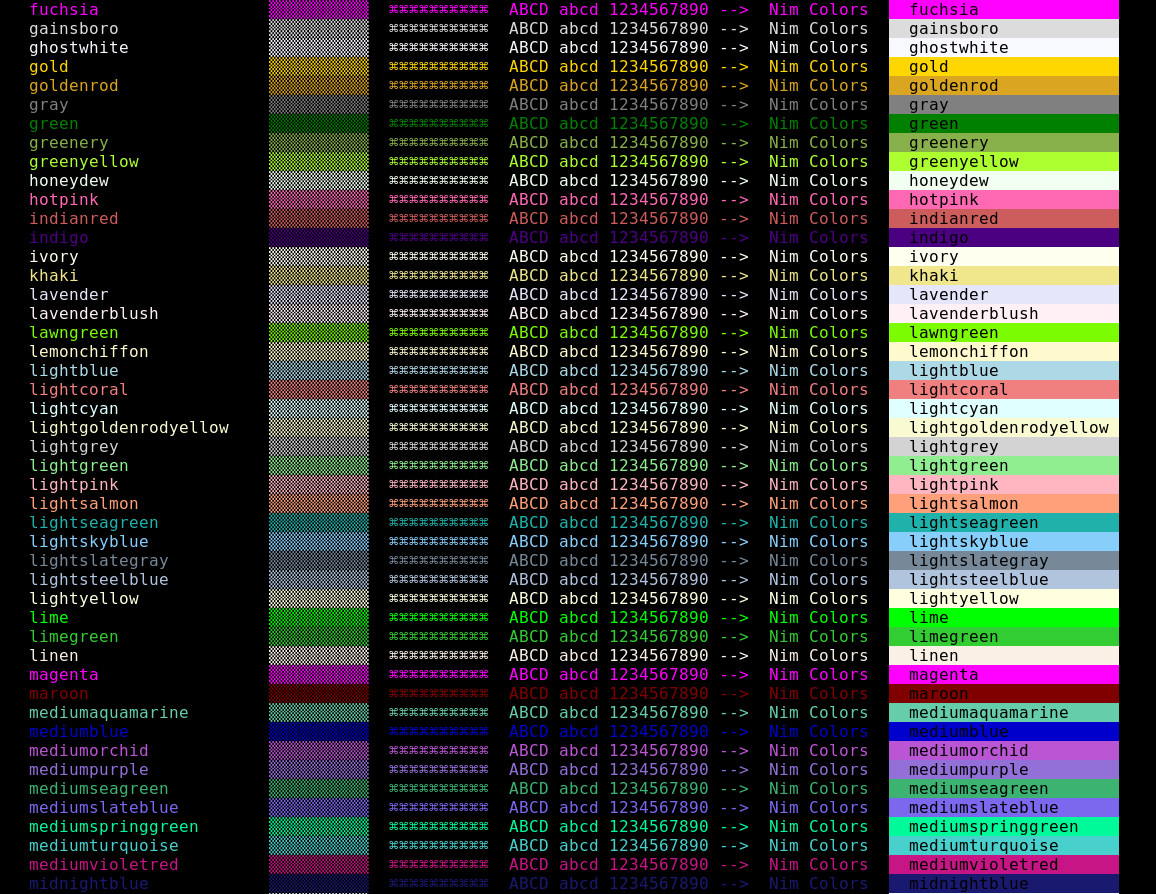 fuchsia ⌘⌘⌘⌘⌘⌘⌘⌘⌘⌘ ABCD abcd 1234567890 --> Nim Colors fuchsia
gainsboro ⌘⌘⌘⌘⌘⌘⌘⌘⌘⌘ ABCD abcd 1234567890 --> Nim Colors gainsboro
ghostwhite ⌘⌘⌘⌘⌘⌘⌘⌘⌘⌘ ABCD abcd 1234567890 --> Nim Colors ghostwhite
gold ⌘⌘⌘⌘⌘⌘⌘⌘⌘⌘ ABCD abcd 1234567890 --> Nim Colors gold
goldenrod ⌘⌘⌘⌘⌘⌘⌘⌘⌘⌘ ABCD abcd 1234567890 --> Nim Colors goldenrod
gray ⌘⌘⌘⌘⌘⌘⌘⌘⌘⌘ ABCD abcd 1234567890 --> Nim Colors gray
green ⌘⌘⌘⌘⌘⌘⌘⌘⌘⌘ ABCD abcd 1234567890 --> Nim Colors green
greenery ⌘⌘⌘⌘⌘⌘⌘⌘⌘⌘ ABCD abcd 1234567890 --> Nim Colors greenery
greenyellow ⌘⌘⌘⌘⌘⌘⌘⌘⌘⌘ ABCD abcd 1234567890 --> Nim Colors greenyellow
honeydew ⌘⌘⌘⌘⌘⌘⌘⌘⌘⌘ ABCD abcd 1234567890 --> Nim Colors honeydew
hotpink ⌘⌘⌘⌘⌘⌘⌘⌘⌘⌘ ABCD abcd 1234567890 --> Nim Colors hotpink
indianred ⌘⌘⌘⌘⌘⌘⌘⌘⌘⌘ ABCD abcd 1234567890 --> Nim Colors indianred
indigo ⌘⌘⌘⌘⌘⌘⌘⌘⌘⌘ ABCD abcd 1234567890 --> Nim Colors indigo
ivory ⌘⌘⌘⌘⌘⌘⌘⌘⌘⌘ ABCD abcd 1234567890 --> Nim Colors ivory
khaki ⌘⌘⌘⌘⌘⌘⌘⌘⌘⌘ ABCD abcd 1234567890 --> Nim Colors khaki
lavender ⌘⌘⌘⌘⌘⌘⌘⌘⌘⌘ ABCD abcd 1234567890 --> Nim Colors lavender
lavenderblush ⌘⌘⌘⌘⌘⌘⌘⌘⌘⌘ ABCD abcd 1234567890 --> Nim Colors lavenderblush
lawngreen ⌘⌘⌘⌘⌘⌘⌘⌘⌘⌘ ABCD abcd 1234567890 --> Nim Colors lawngreen
lemonchiffon ⌘⌘⌘⌘⌘⌘⌘⌘⌘⌘ ABCD abcd 1234567890 --> Nim Colors lemonchiffon
lightblue ⌘⌘⌘⌘⌘⌘⌘⌘⌘⌘ ABCD abcd 1234567890 --> Nim Colors lightblue
lightcoral ⌘⌘⌘⌘⌘⌘⌘⌘⌘⌘ ABCD abcd 1234567890 --> Nim Colors lightcoral
lightcyan ⌘⌘⌘⌘⌘⌘⌘⌘⌘⌘ ABCD abcd 1234567890 --> Nim Colors lightcyan
lightgoldenrodyellow ⌘⌘⌘⌘⌘⌘⌘⌘⌘⌘ ABCD abcd 1234567890 --> Nim Colors lightgoldenrodyellow
lightgrey ⌘⌘⌘⌘⌘⌘⌘⌘⌘⌘ ABCD abcd 1234567890 --> Nim Colors lightgrey
lightgreen ⌘⌘⌘⌘⌘⌘⌘⌘⌘⌘ ABCD abcd 1234567890 --> Nim Colors lightgreen
lightpink ⌘⌘⌘⌘⌘⌘⌘⌘⌘⌘ ABCD abcd 1234567890 --> Nim Colors lightpink
lightsalmon ⌘⌘⌘⌘⌘⌘⌘⌘⌘⌘ ABCD abcd 1234567890 --> Nim Colors lightsalmon
lightseagreen ⌘⌘⌘⌘⌘⌘⌘⌘⌘⌘ ABCD abcd 1234567890 --> Nim Colors lightseagreen
lightskyblue ⌘⌘⌘⌘⌘⌘⌘⌘⌘⌘ ABCD abcd 1234567890 --> Nim Colors lightskyblue
lightslategray ⌘⌘⌘⌘⌘⌘⌘⌘⌘⌘ ABCD abcd 1234567890 --> Nim Colors lightslategray
lightsteelblue ⌘⌘⌘⌘⌘⌘⌘⌘⌘⌘ ABCD abcd 1234567890 --> Nim Colors lightsteelblue
lightyellow ⌘⌘⌘⌘⌘⌘⌘⌘⌘⌘ ABCD abcd 1234567890 --> Nim Colors lightyellow
lime ⌘⌘⌘⌘⌘⌘⌘⌘⌘⌘ ABCD abcd 1234567890 --> Nim Colors lime
limegreen ⌘⌘⌘⌘⌘⌘⌘⌘⌘⌘ ABCD abcd 1234567890 --> Nim Colors limegreen
linen ⌘⌘⌘⌘⌘⌘⌘⌘⌘⌘ ABCD abcd 1234567890 --> Nim Colors linen
magenta ⌘⌘⌘⌘⌘⌘⌘⌘⌘⌘ ABCD abcd 1234567890 --> Nim Colors magenta
maroon ⌘⌘⌘⌘⌘⌘⌘⌘⌘⌘ ABCD abcd 1234567890 --> Nim Colors maroon
mediumaquamarine ⌘⌘⌘⌘⌘⌘⌘⌘⌘⌘ ABCD abcd 1234567890 --> Nim Colors mediumaquamarine
mediumblue ⌘⌘⌘⌘⌘⌘⌘⌘⌘⌘ ABCD abcd 1234567890 --> Nim Colors mediumblue
mediumorchid ⌘⌘⌘⌘⌘⌘⌘⌘⌘⌘ ABCD abcd 1234567890 --> Nim Colors mediumorchid
mediumpurple ⌘⌘⌘⌘⌘⌘⌘⌘⌘⌘ ABCD abcd 1234567890 --> Nim Colors mediumpurple
mediumseagreen ⌘⌘⌘⌘⌘⌘⌘⌘⌘⌘ ABCD abcd 1234567890 --> Nim Colors mediumseagreen
mediumslateblue ⌘⌘⌘⌘⌘⌘⌘⌘⌘⌘ ABCD abcd 1234567890 --> Nim Colors mediumslateblue
mediumspringgreen ⌘⌘⌘⌘⌘⌘⌘⌘⌘⌘ ABCD abcd 1234567890 --> Nim Colors mediumspringgreen
mediumturquoise ⌘⌘⌘⌘⌘⌘⌘⌘⌘⌘ ABCD abcd 1234567890 --> Nim Colors mediumturquoise
mediumvioletred ⌘⌘⌘⌘⌘⌘⌘⌘⌘⌘ ABCD abcd 1234567890 --> Nim Colors mediumvioletred
midnightblue ⌘⌘⌘⌘⌘⌘⌘⌘⌘⌘ ABCD abcd 1234567890 --> Nim Colors midnightblue